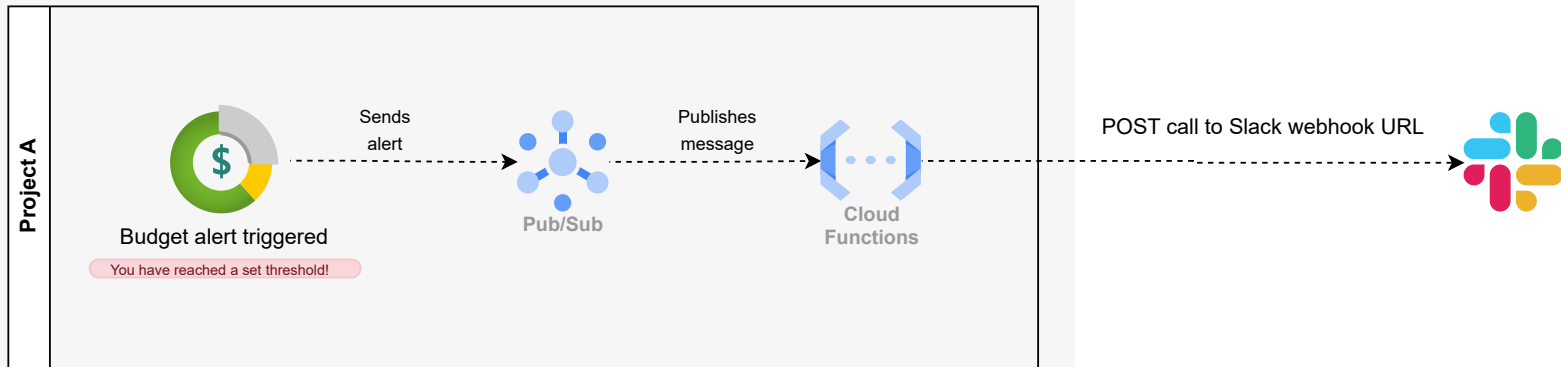 Project A
Sends
alert
Publishes
message
POST call to Slack webhook URL
$
Pub/Sub
Cloud
Functions
Budget alert triggered
You have reached a set threshold!